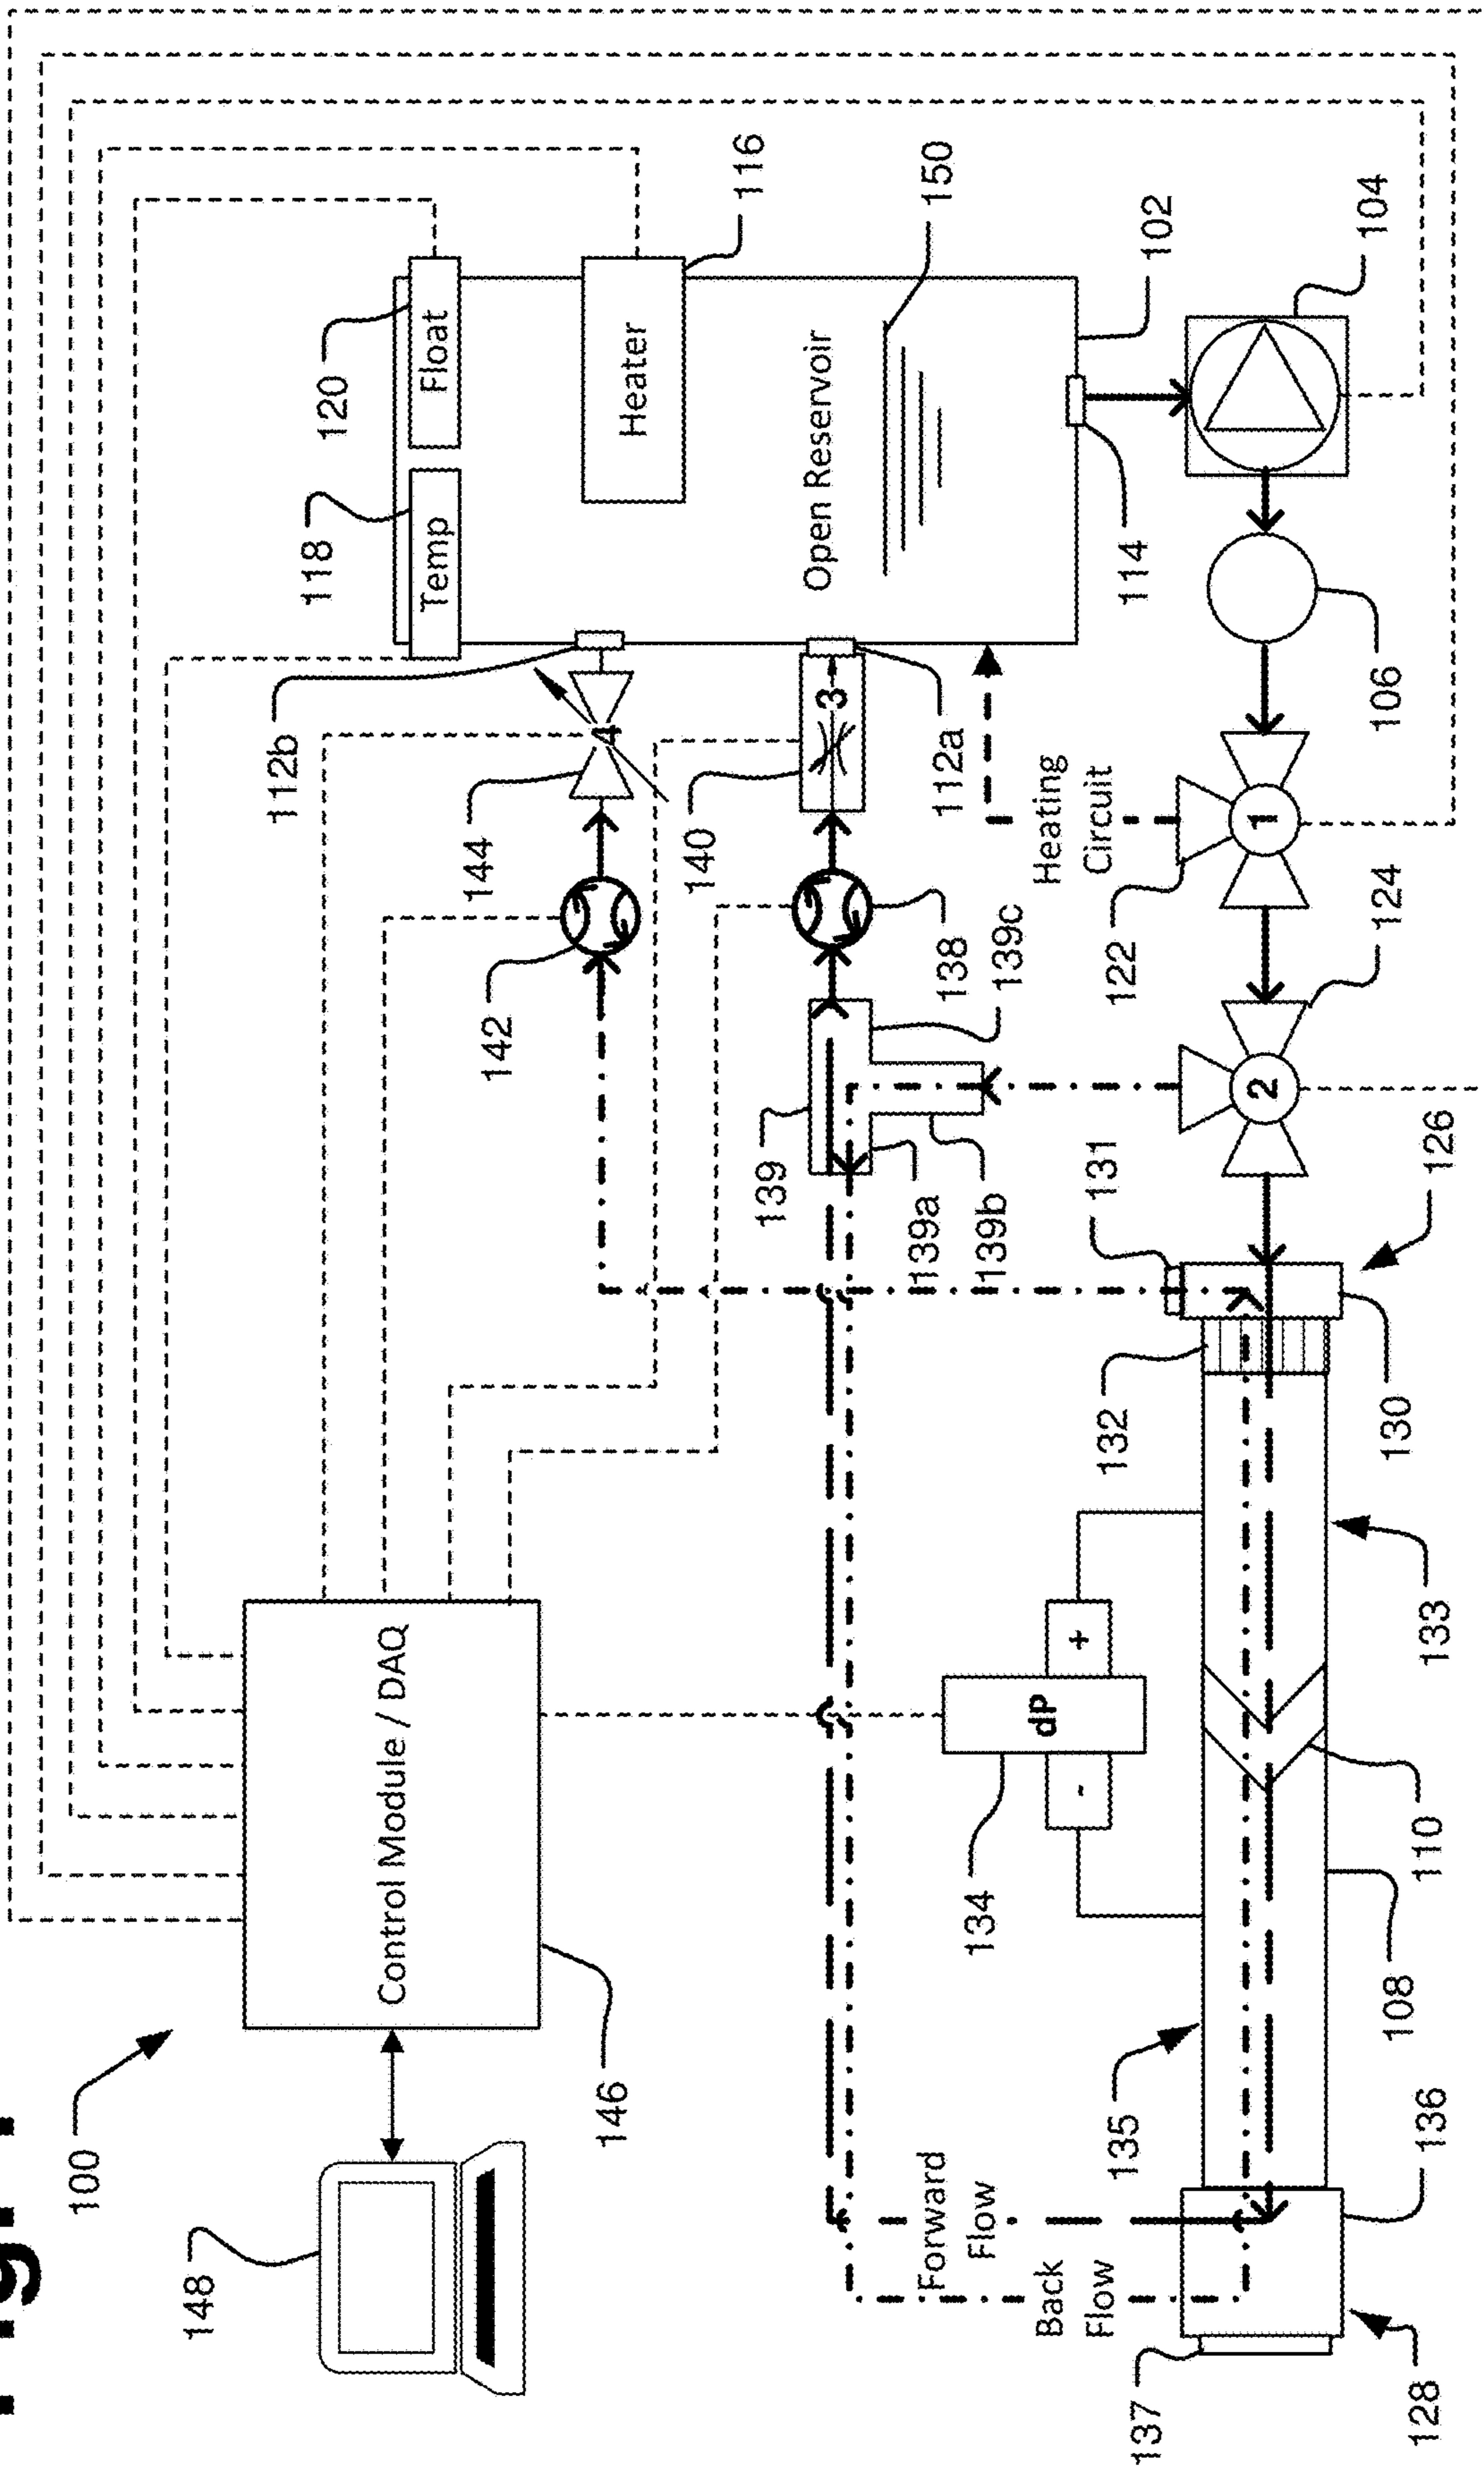 Fig. 1
100
148
146
Control Module / DAQ
118
120
Temp
Float
Heater
116
Open Reservoir
150
102
112b
144
4
142
140
3
112a
114
104
138
139
139a
139b
139c
Heating
Circuit
106
1
122
2
124
131
126
130
132
133
+
dP
-
134
110
108
135
136
Forward
Flow
Back
Flow
137
128